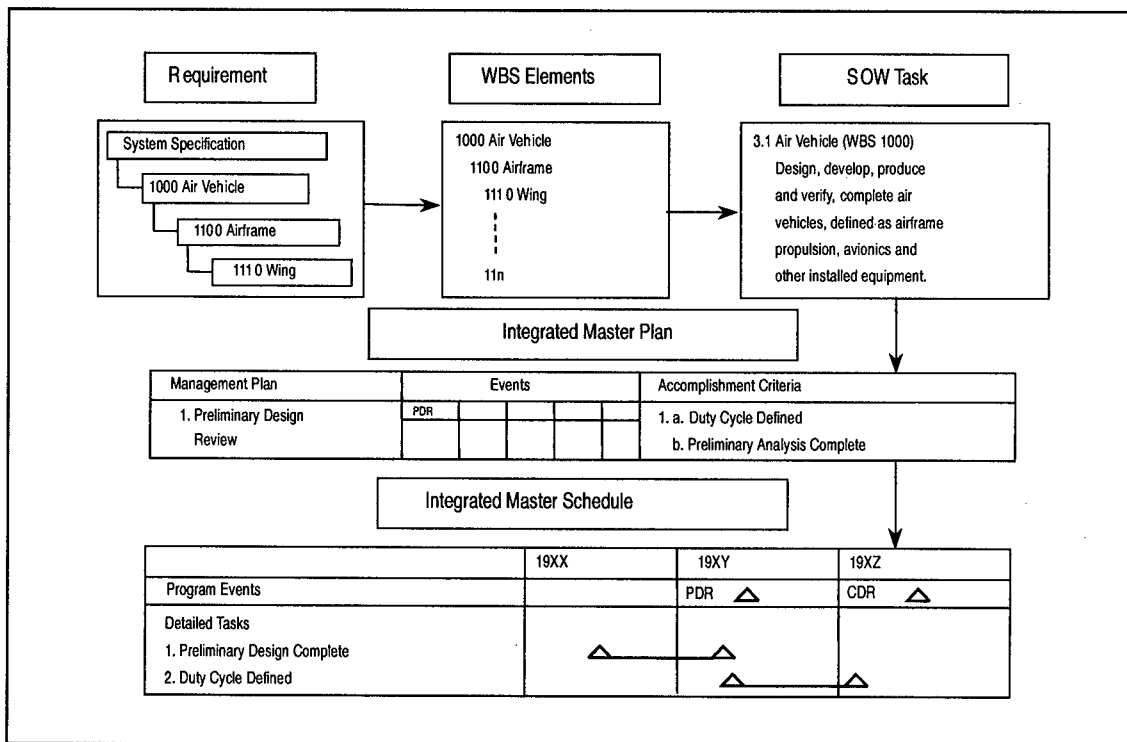 Requirement
WBS Elements
SOW Task
System Specification
1000 Air Vehicle
1100 Airframe
1110 Wing
1000 Air Vehicle
1100 Airframe
1110 Wing
11n
3.1 Air Vehicle (WBS 1000)
Design, develop, produce
and verify, complete air
vehicles, defined as airframe
propulsion, avionics and
other installed equipment.
Integrated Master Plan
Management Plan
Events
Accomplishment Criteria
1. Preliminary Design
Review
PDR
1. a. Duty Cycle Defined
b. Preliminary Analysis Complete
Integrated Master Schedule
19XX
19XY
19XZ
Program Events
PDR
CDR
Detailed Tasks
1. Preliminary Design Complete
2. Duty Cycle Defined